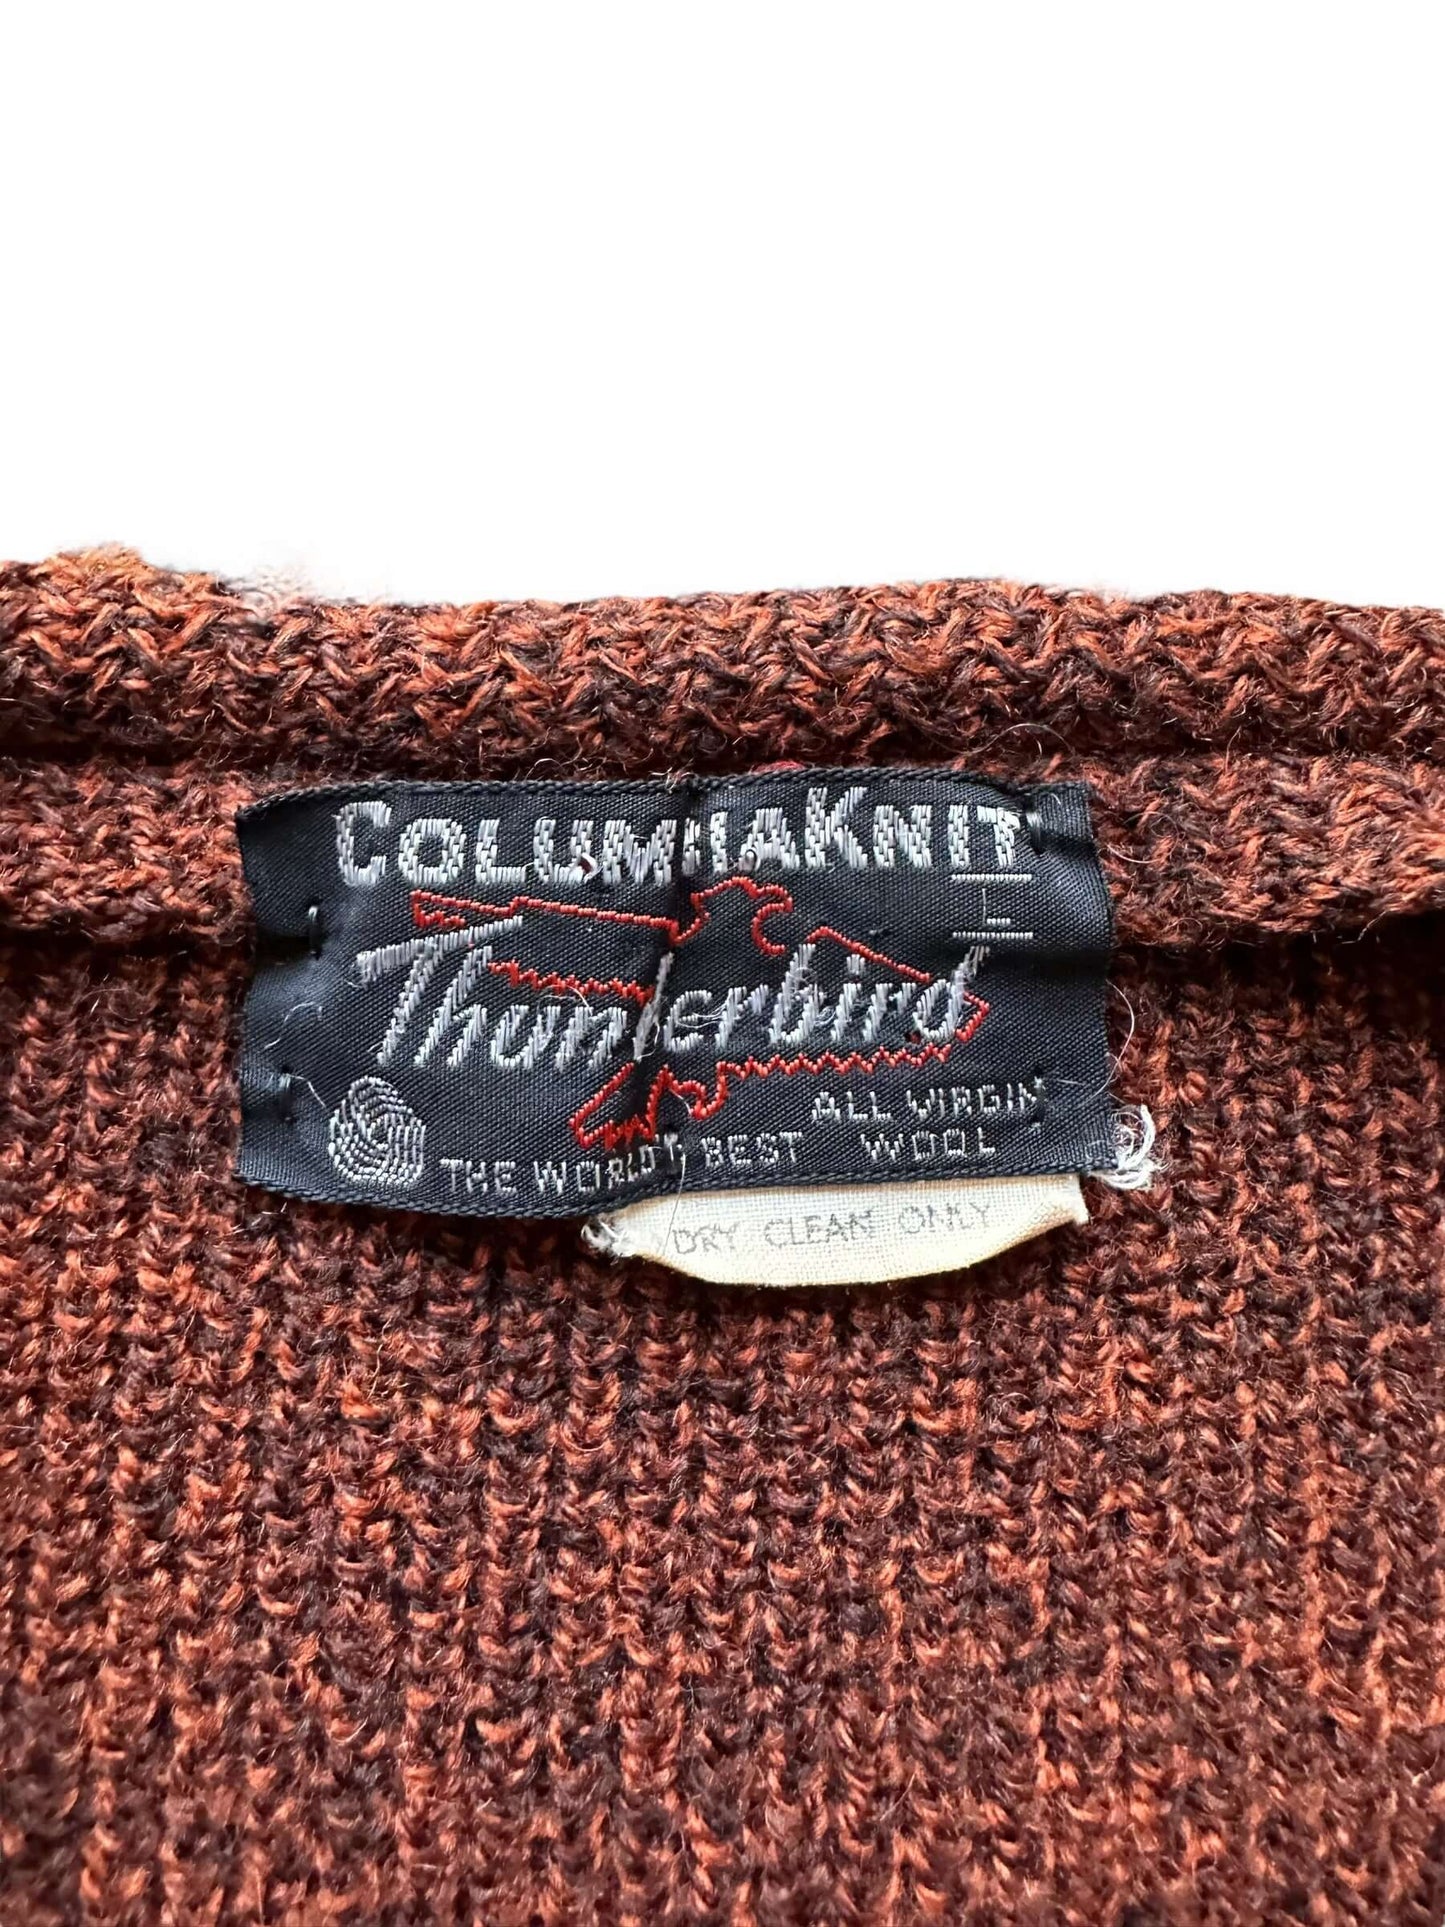 COLUMBIAKNIT
L
Thunderbird
ALL VIRGIN
THE WORLD'S BEST WOOL
DRY CLEAN ONLY